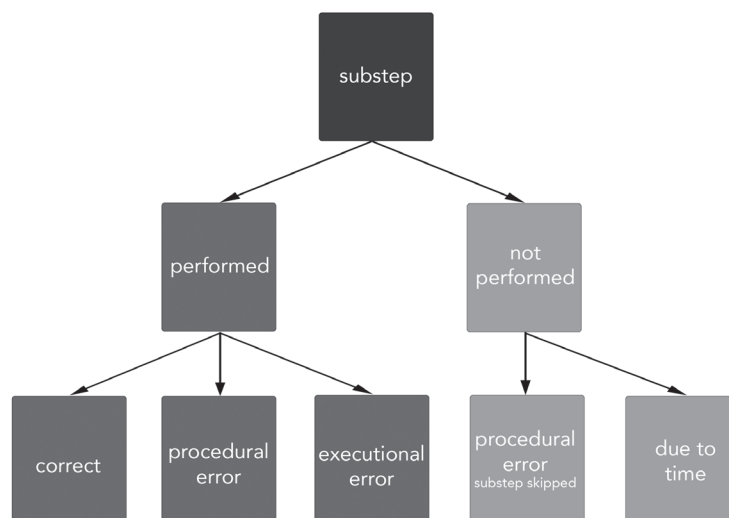 substep
performed
not
performed
correct
procedural
error
executional
error
procedural
error
substep skipped
due to
time